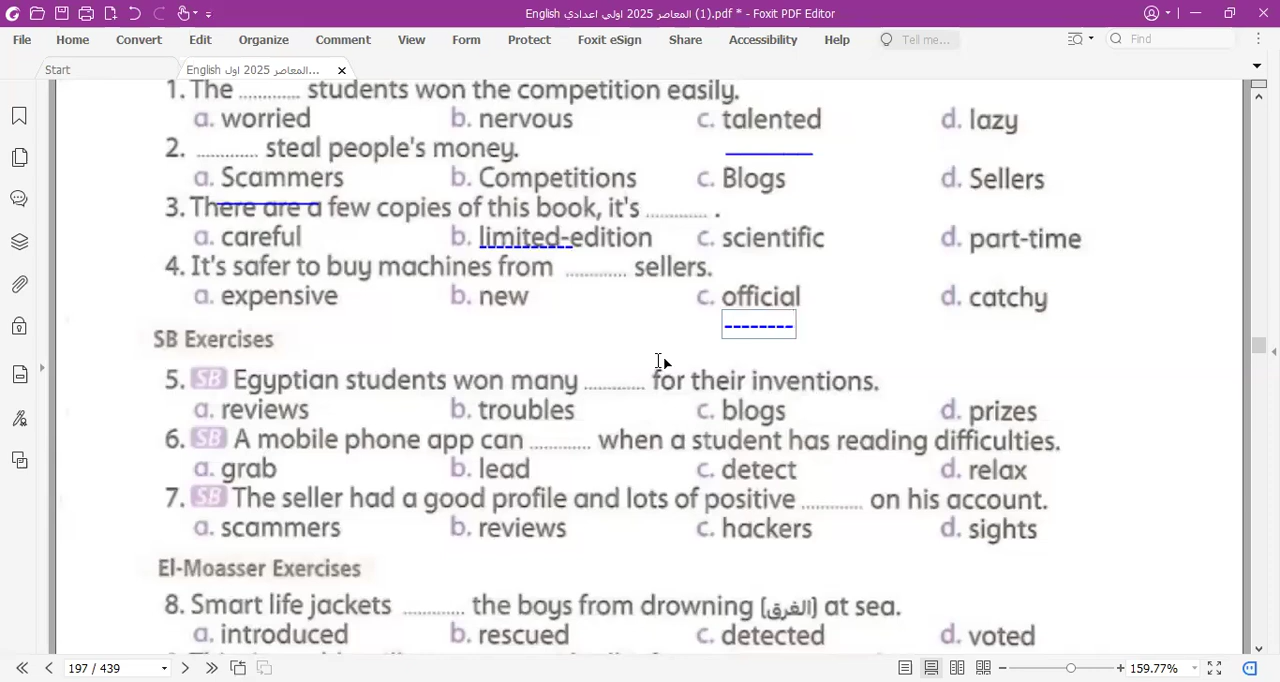 English المعاصر 2025 اولي اعدادي (1).pdf * - Foxit PDF Editor
File Home Convert Edit Organize Comment View Form Protect Foxit eSign Share Accessibility Help Tell me... Find
Start
English المعاصر 2025 اول...
1. The ............ students won the competition easily.
a. worried b. nervous c. talented d. lazy
2. ............ steal people's money.
a. Scammers b. Competitions c. Blogs d. Sellers
3. There are a few copies of this book, it's ............ .
a. careful b. limited-edition c. scientific d. part-time
4. It's safer to buy machines from ............ sellers.
a. expensive b. new c. official d. catchy
SB Exercises
5. SB Egyptian students won many ............ for their inventions.
a. reviews b. troubles c. blogs d. prizes
6. SB A mobile phone app can ............ when a student has reading difficulties.
a. grab b. lead c. detect d. relax
7. SB The seller had a good profile and lots of positive ............ on his account.
a. scammers b. reviews c. hackers d. sights
El-Moasser Exercises
8. Smart life jackets ............ the boys from drowning (الغرق) at sea.
a. introduced b. rescued c. detected d. voted
197 / 439
159.77%